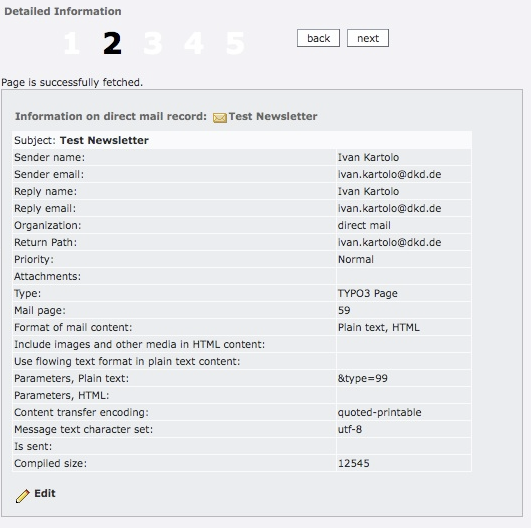 Detailed Information
1 2 3 4 5 back next
Page is successfully fetched.
Information on direct mail record: Test Newsletter
Subject: Test Newsletter
Sender name: Ivan Kartolo
Sender email: ivan.kartolo@dkd.de
Reply name: Ivan Kartolo
Reply email: ivan.kartolo@dkd.de
Organization: direct mail
Return Path: ivan.kartolo@dkd.de
Priority: Normal
Attachments:
Type: TYPO3 Page
Mail page: 59
Format of mail content: Plain text, HTML
Include images and other media in HTML content:
Use flowing text format in plain text content:
Parameters, Plain text: &type=99
Parameters, HTML:
Content transfer encoding: quoted-printable
Message text character set: utf-8
Is sent:
Compiled size: 12545
Edit